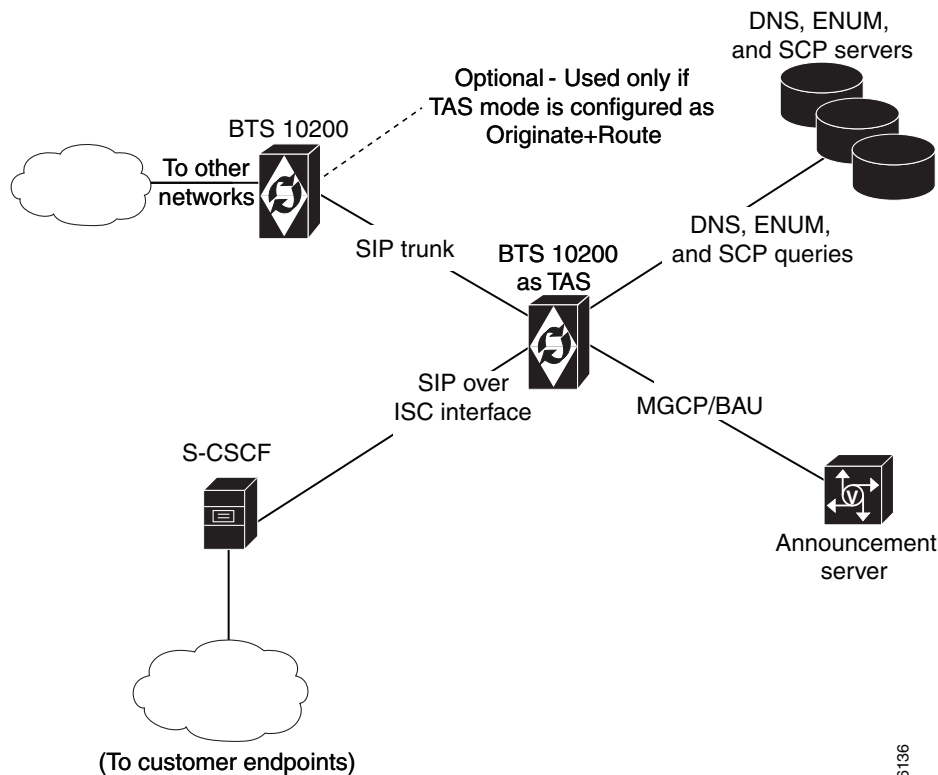 DNS, ENUM,
and SCP servers
Optional - Used only if
TAS mode is configured as
Originate+Route
BTS 10200
To other
networks
SIP trunk
BTS 10200
as TAS
DNS, ENUM,
and SCP queries
SIP over
ISC interface
MGCP/BAU
S-CSCF
V
Announcement
server
(To customer endpoints)